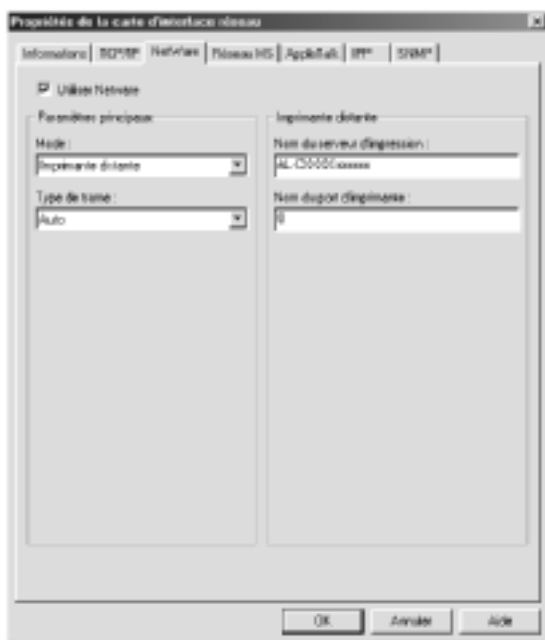 Propriétés de la carte d'interface réseau
Informations TCP/IP NetWare Réseau MS AppleTalk IPP SNMP
Utiliser Netware
Paramètres principaux
Mode :
Imprimante distante
Type de trame :
Auto
Imprimante distante
Nom du serveur d'impression :
Nom du port d'imprimante :
0
OK Annuler Aide